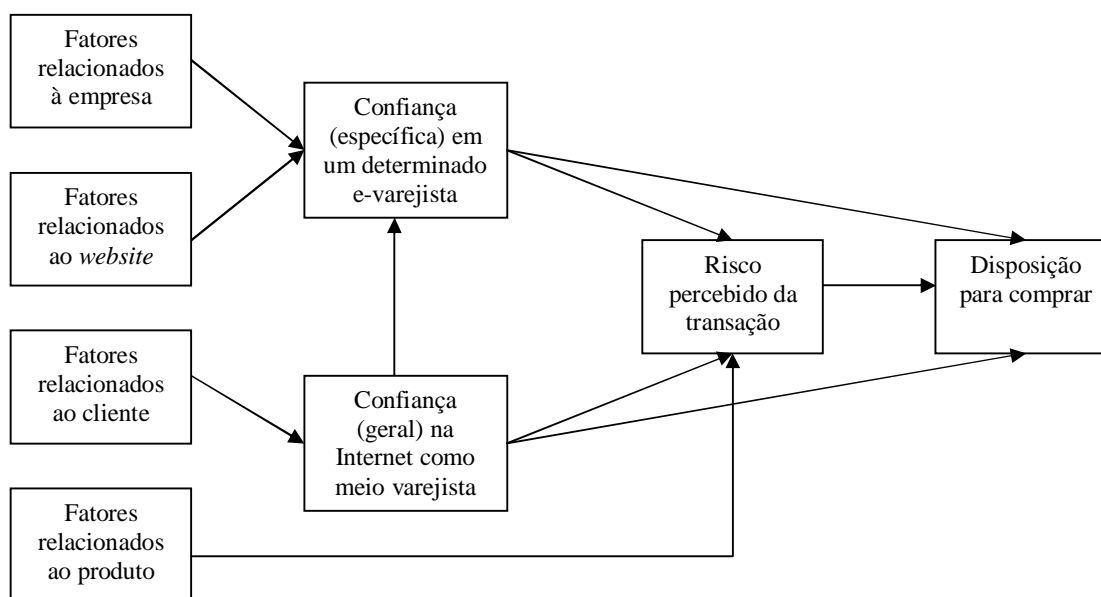 Fatores
relacionados
à empresa
Confiança
(específica) em
um determinado
e-varejista
Fatores
relacionados
ao website
Risco
percebido da
transação
Disposição
para comprar
Fatores
relacionados
ao cliente
Confiança
(geral) na
Internet como
meio varejista
Fatores
relacionados
ao produto